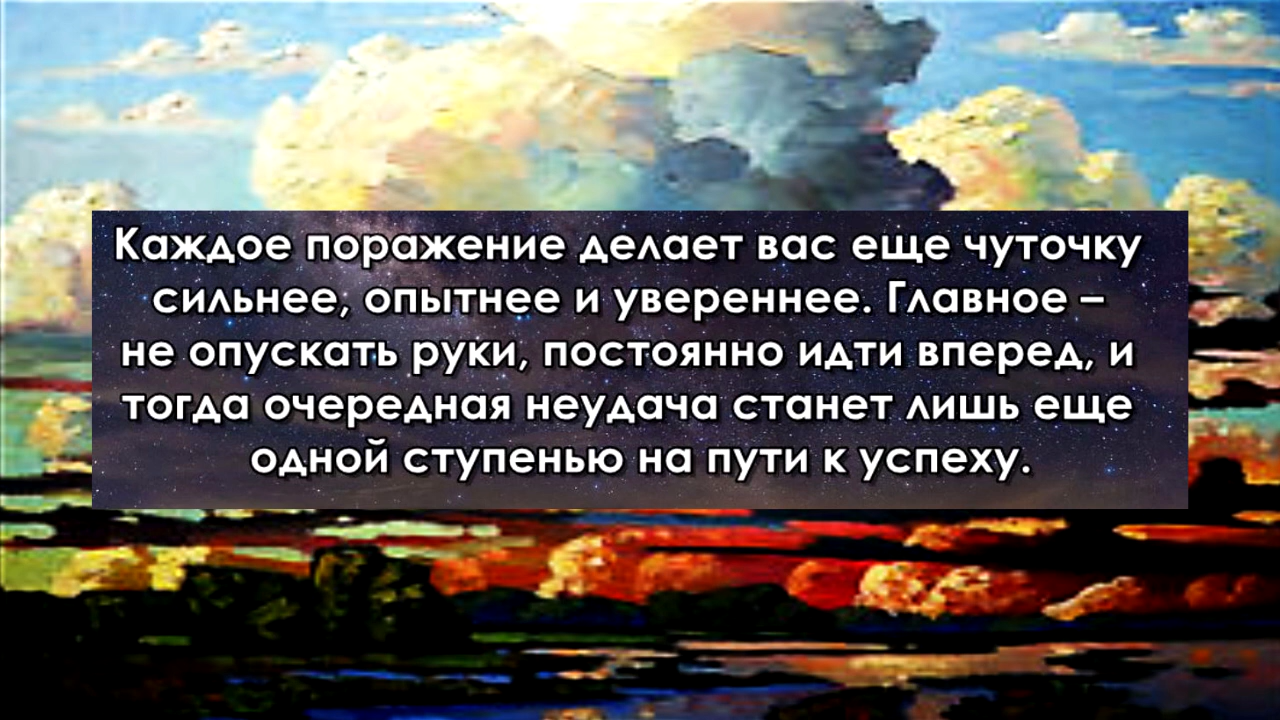 Каждое поражение делает вас еще чуточку
сильнее, опытнее и увереннее. Главное –
не опускать руки, постоянно идти вперед, и
тогда очередная неудача станет лишь еще
одной ступенью на пути к успеху.